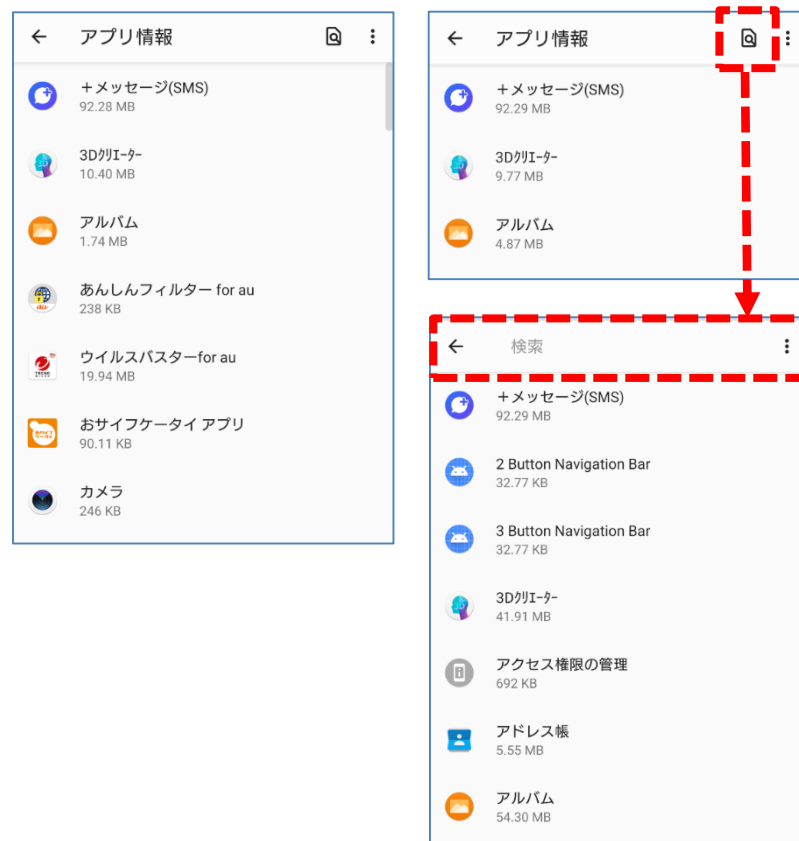 アプリ情報
+メッセージ(SMS)
92.28 MB
3Dクリエーター
10.40 MB
アルバム
1.74 MB
あんしんフィルター for au
238 KB
ウイルスバスターfor au
19.94 MB
おサイフケータイ アプリ
90.11 KB
カメラ
246 KB
アプリ情報
+メッセージ(SMS)
92.29 MB
3Dクリエーター
9.77 MB
アルバム
4.87 MB
検索
+メッセージ(SMS)
92.29 MB
2 Button Navigation Bar
32.77 KB
3 Button Navigation Bar
32.77 KB
3Dクリエーター
41.91 MB
アクセス権限の管理
692 KB
アドレス帳
5.55 MB
アルバム
54.30 MB